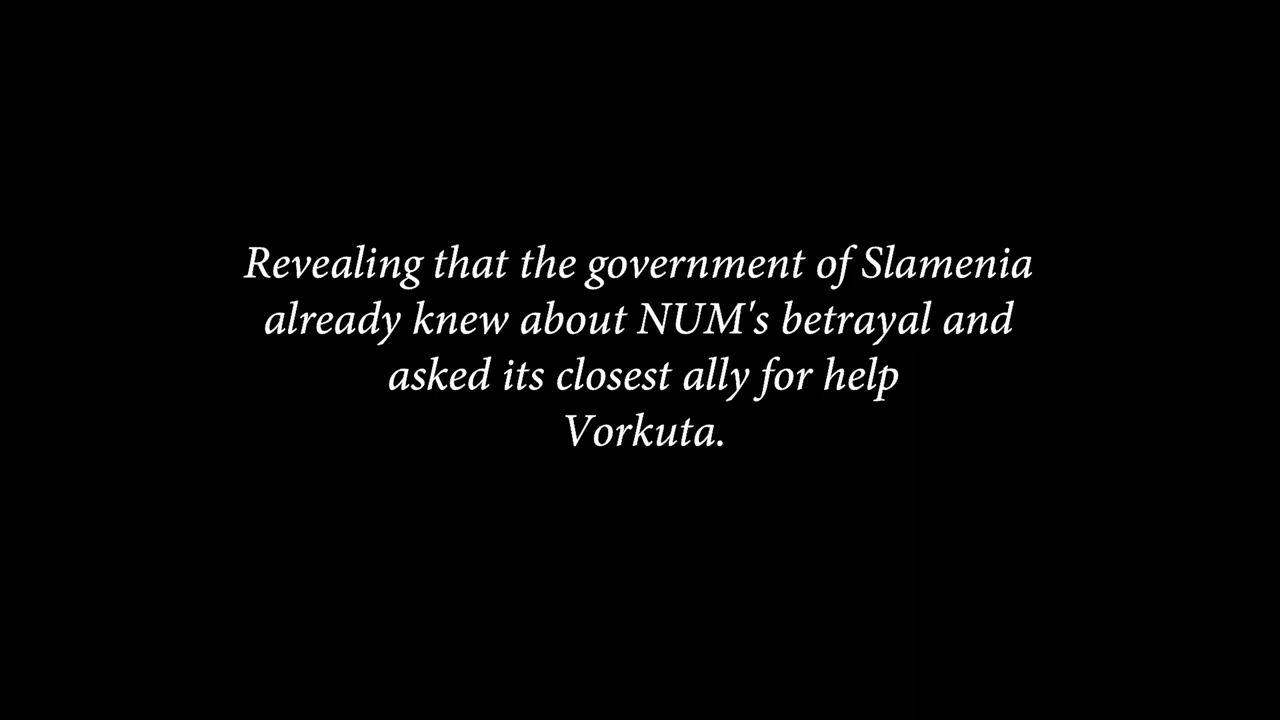 Revealing that the government of Slamenia
already knew about NUM's betrayal and
asked its closest ally for help
Vorkuta.